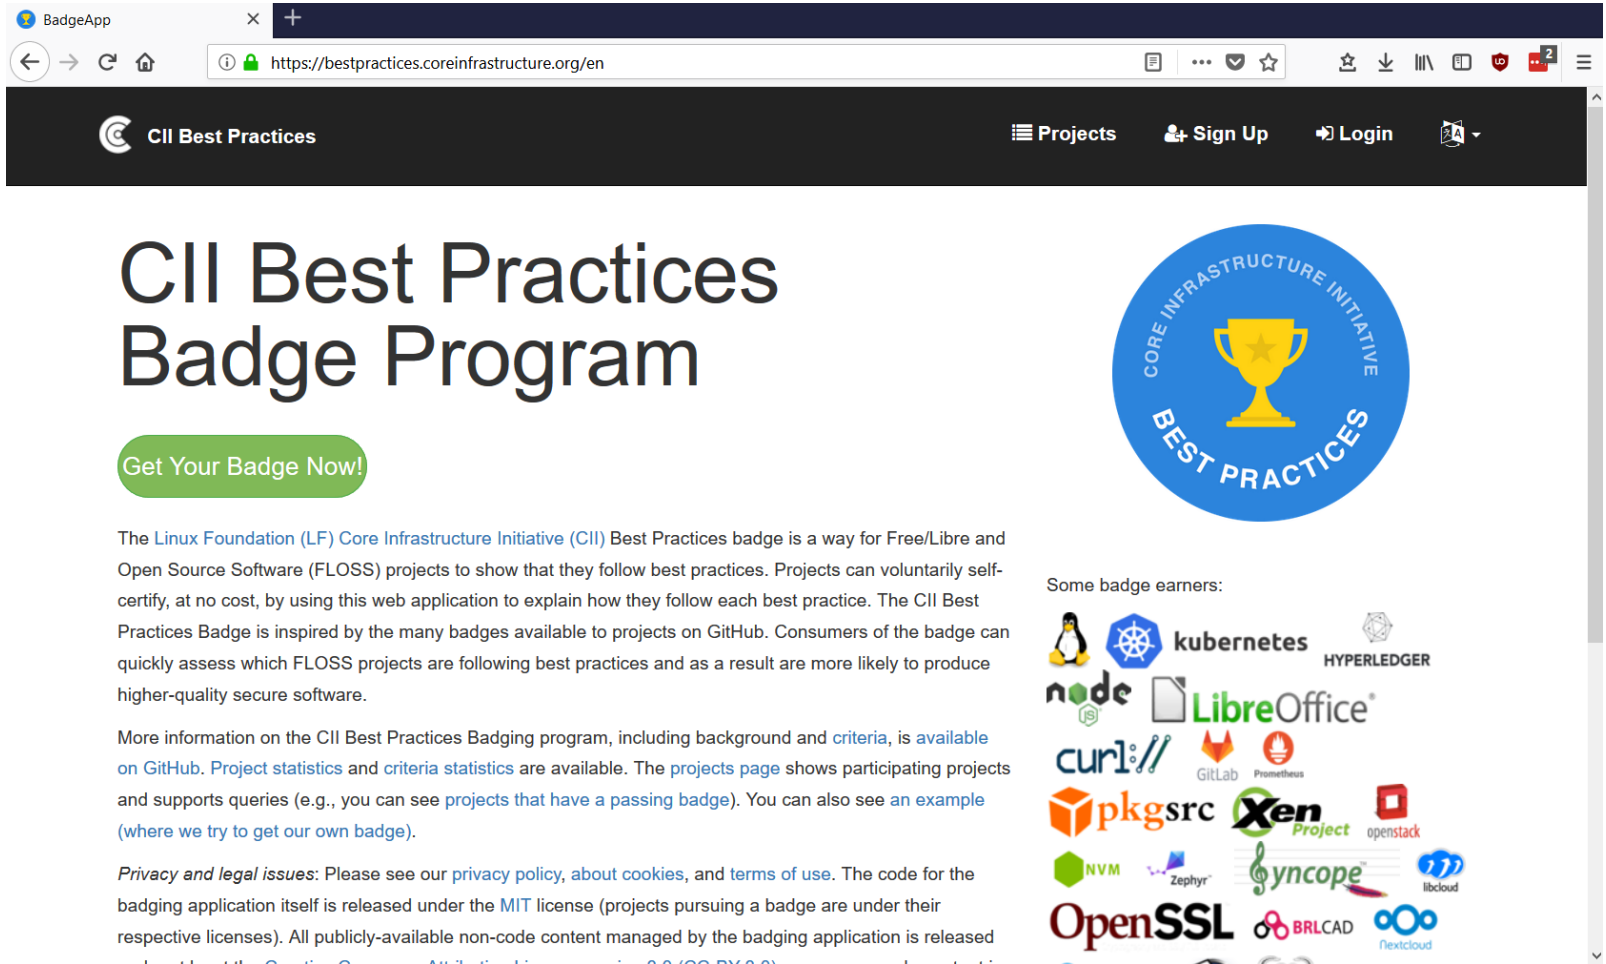 BadgeApp
https://bestpractices.coreinfrastructure.org/en
2
CII Best Practices
Projects
Sign Up
Login
CII Best Practices
Badge Program
Get Your Badge Now!
The Linux Foundation (LF) Core Infrastructure Initiative (CII) Best Practices badge is a way for Free/Libre and
Open Source Software (FLOSS) projects to show that they follow best practices. Projects can voluntarily self-
certify, at no cost, by using this web application to explain how they follow each best practice. The CII Best
Practices Badge is inspired by the many badges available to projects on GitHub. Consumers of the badge can
quickly assess which FLOSS projects are following best practices and as a result are more likely to produce
higher-quality secure software.
More information on the CII Best Practices Badging program, including background and criteria, is available
on GitHub. Project statistics and criteria statistics are available. The projects page shows participating projects
and supports queries (e.g., you can see projects that have a passing badge). You can also see an example
(where we try to get our own badge).
Privacy and legal issues: Please see our privacy policy, about cookies, and terms of use. The code for the
badging application itself is released under the MIT license (projects pursuing a badge are under their
respective licenses). All publicly-available non-code content managed by the badging application is released
CORE INFRASTRUCTURE INITIATIVE
BEST PRACTICES
Some badge earners:
kubernetes
HYPERLEDGER
node
JS
LibreOffice
curl://
GitLab
Prometheus
pkgsrc
Xen
Project
openstack
NVM
Zephyr
Syncope
libcloud
OpenSSL
BRLCAD
Nextcloud